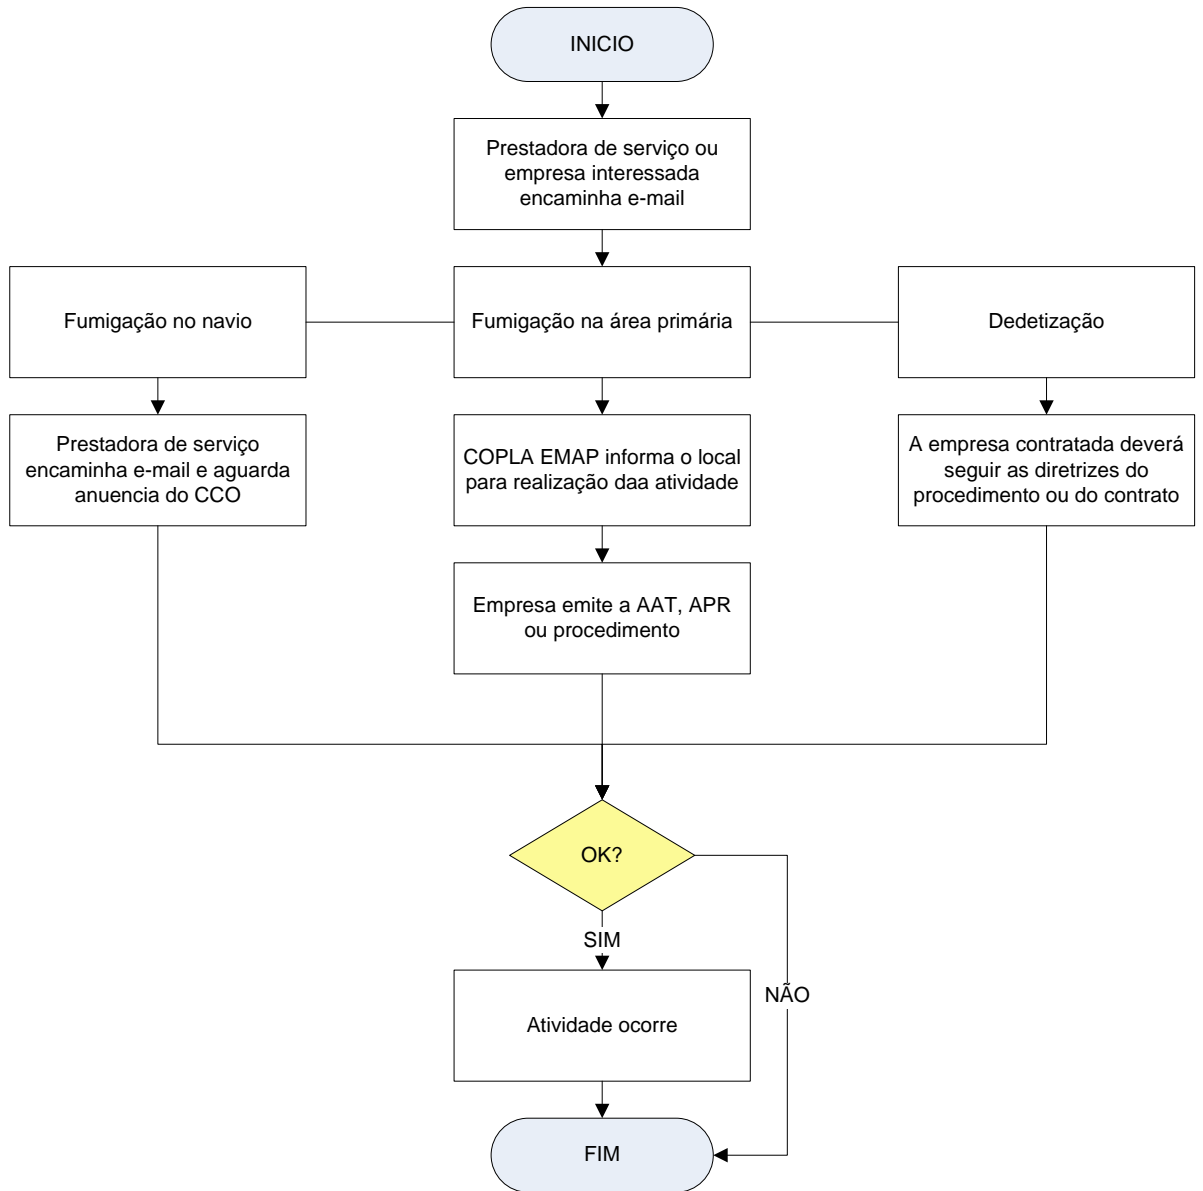 INICIO
Prestadora de serviço ou
empresa interessada
encaminha e-mail
Fumigação no navio
Fumigação na área primária
Dedetização
Prestadora de serviço
encaminha e-mail e aguarda
anuencia do CCO
COPLA EMAP informa o local
para realização daa atividade
A empresa contratada deverá
seguir as diretrizes do
procedimento ou do contrato
Empresa emite a AAT, APR
ou procedimento
OK?
SIM
NÃO
Atividade ocorre
FIM